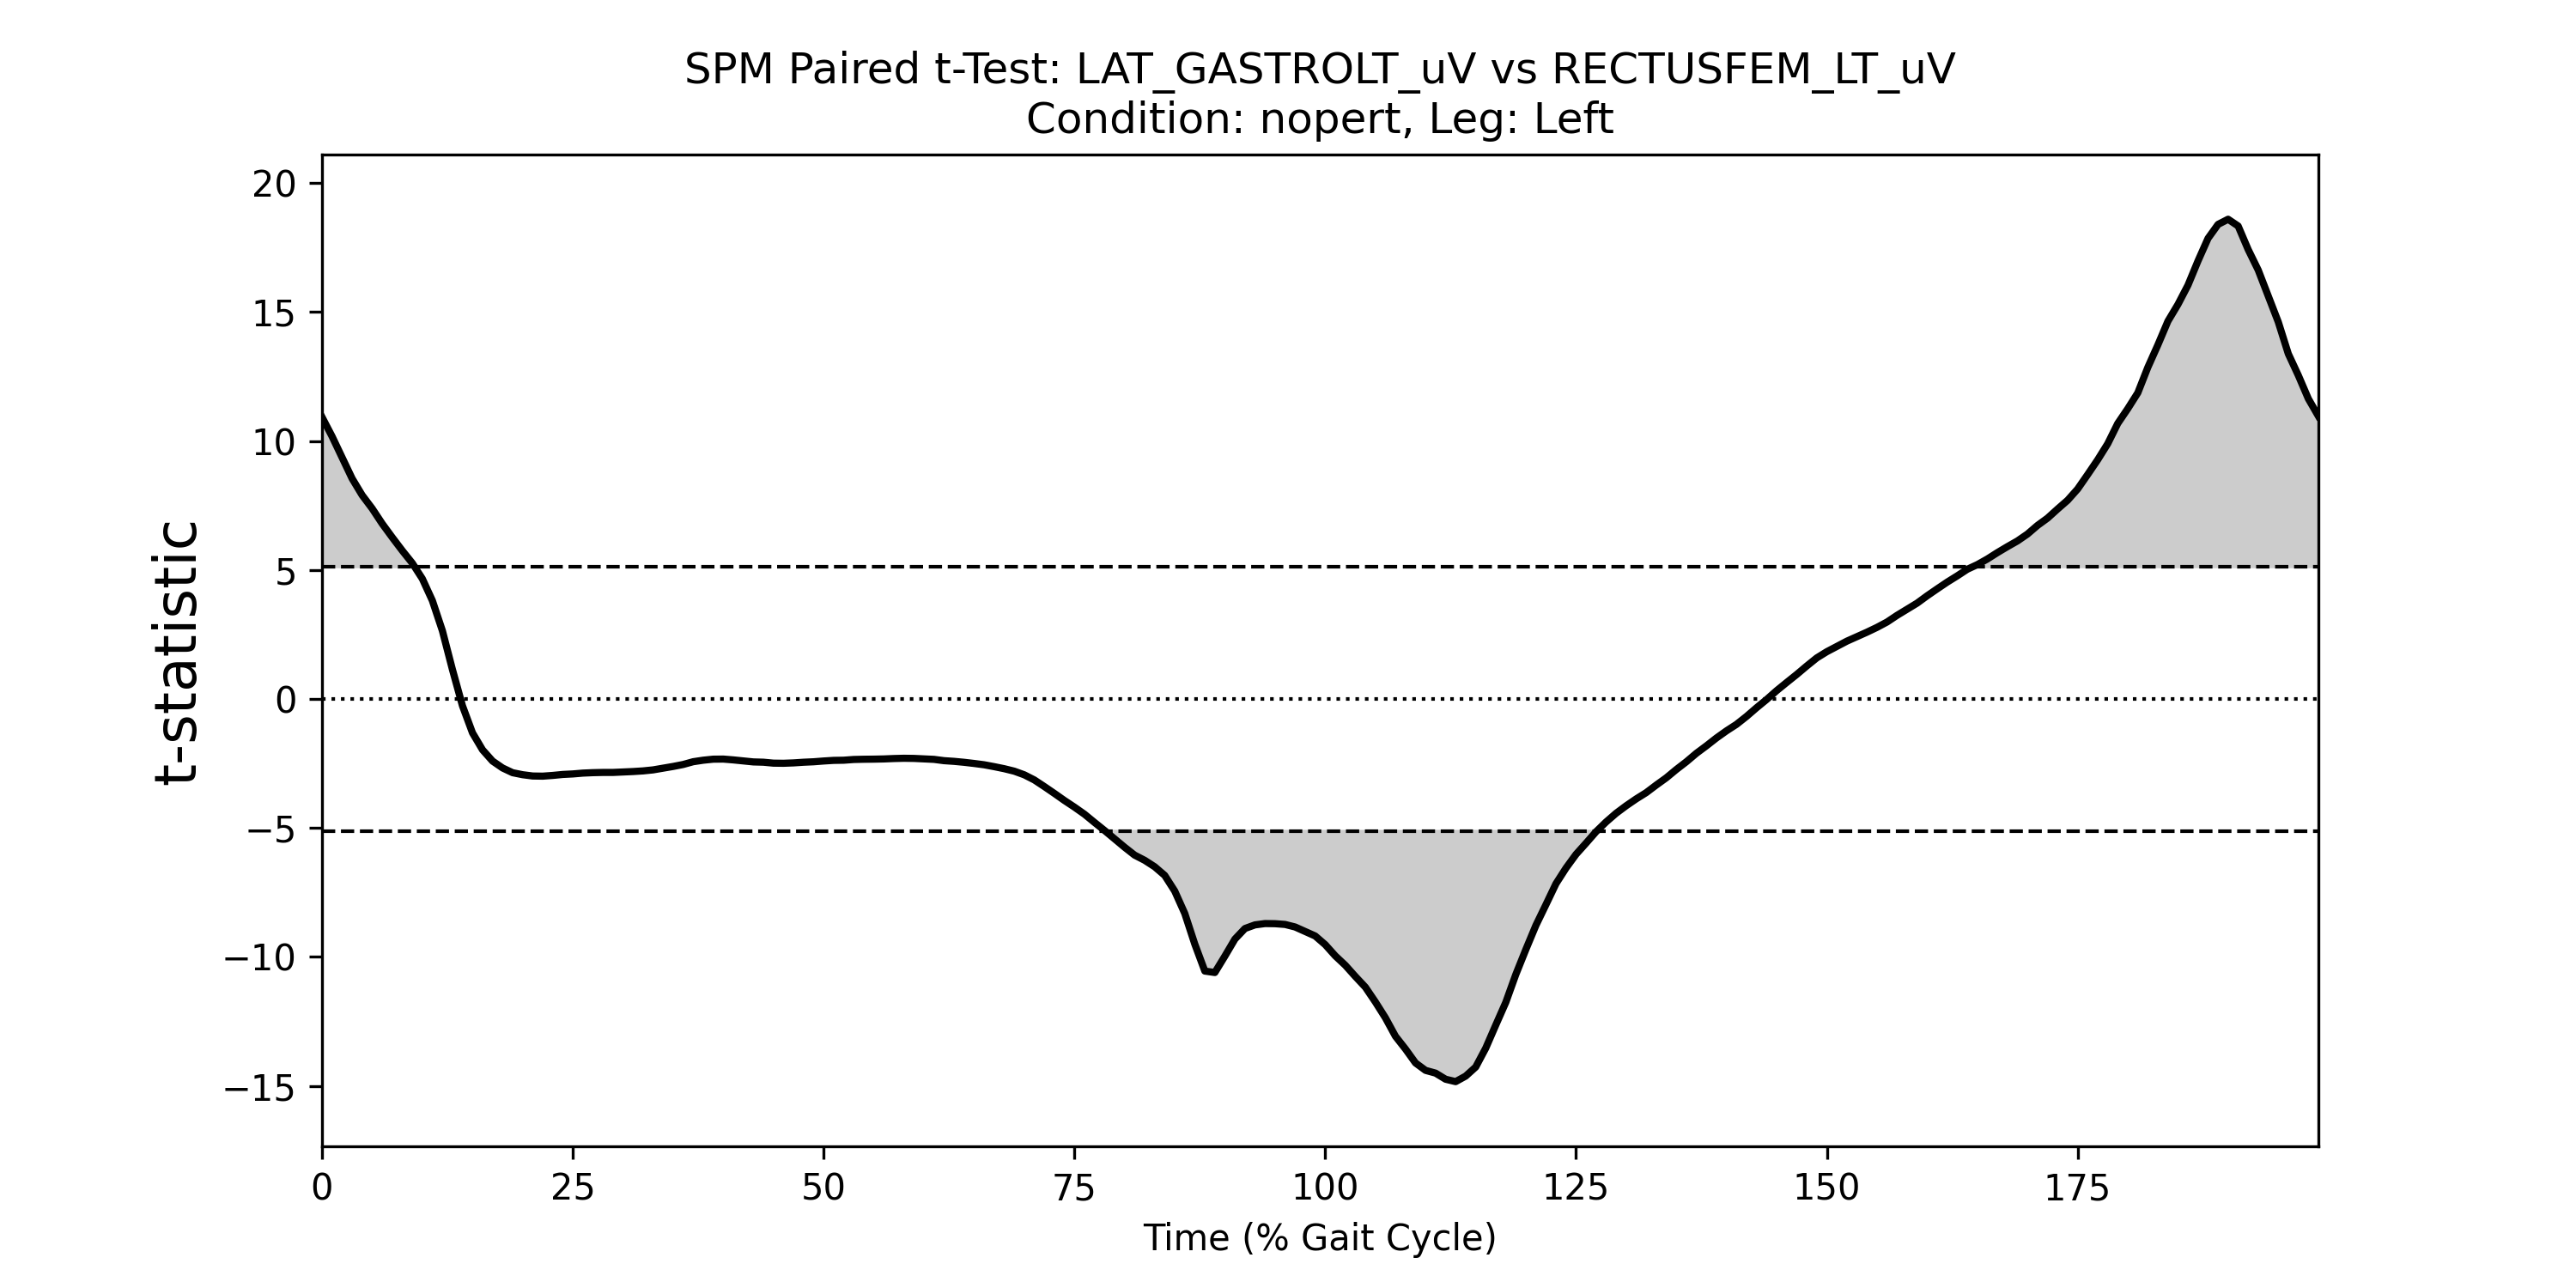 SPM Paired t-Test: LAT_GASTROLT_uV vs RECTUSFEM_LT_uV
Condition: nopert, Leg: Left
t-statistic
20
15
10
5
0
−5
−10
−15
0 25 50 75 100 125 150 175
Time (% Gait Cycle)